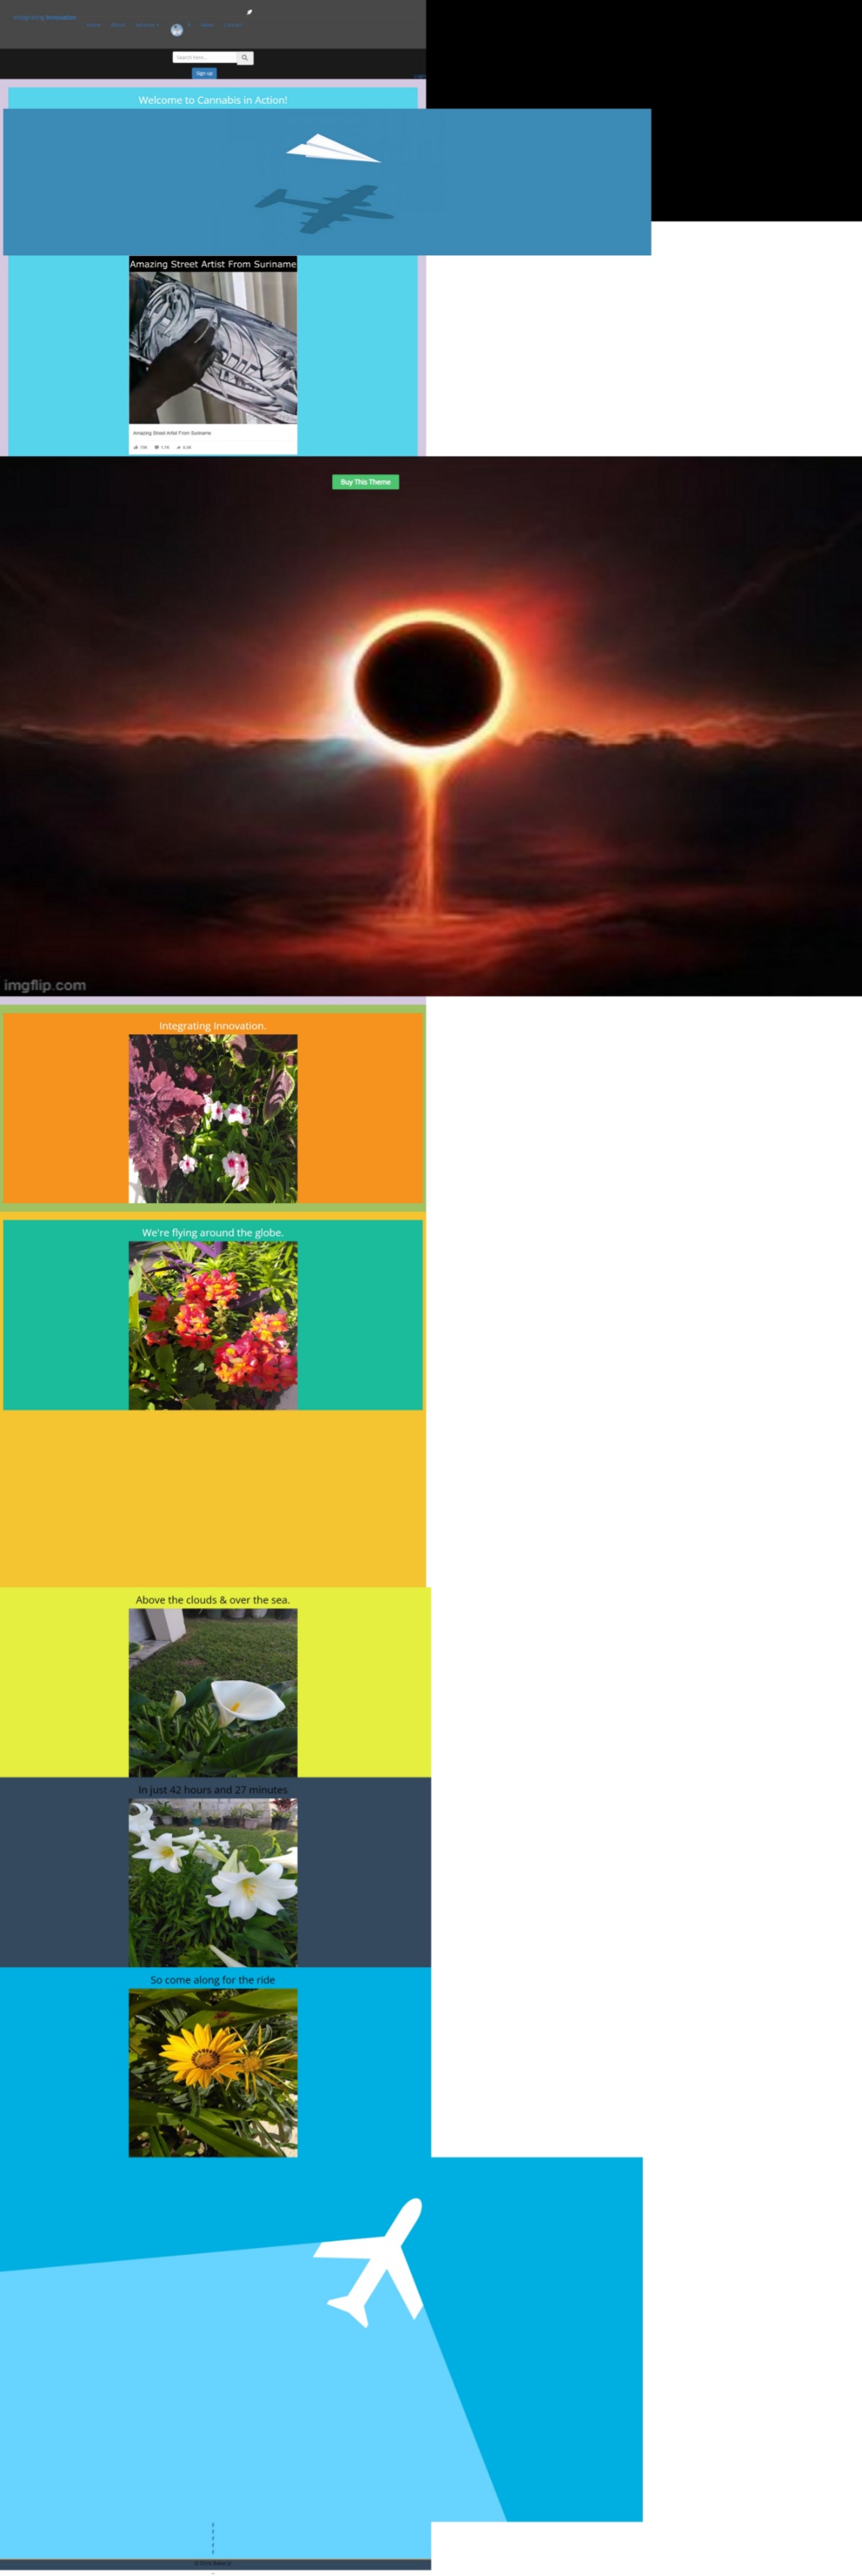 Integrating Innovation
Home About Services News Contact
Search here...
Sign up
Welcome to Cannabis in Action!
Amazing Street Artist From Suriname
Amazing Street Artist From Suriname
Buy This Theme
imgflip.com
Integrating Innovation.
We're flying around the globe.
Above the clouds & over the sea.
In just 42 hours and 27 minutes
So come along for the ride